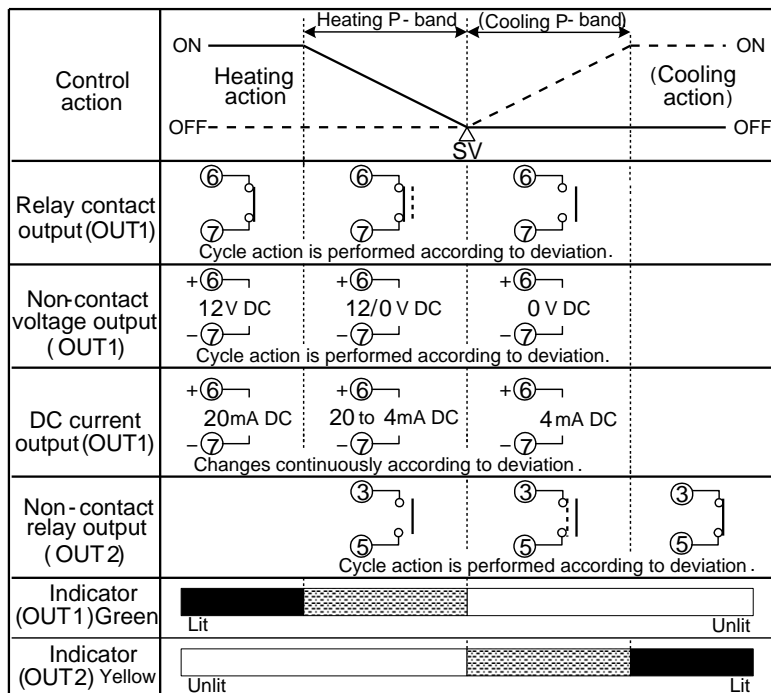 Heating P- band (Cooling P- band)
ON ON
Control action
Heating action
(Cooling action)
OFF OFF
SV
Relay contact output (OUT1)
⑥ ⑥ ⑥
⑦ ⑦ ⑦
Cycle action is performed according to deviation.
Non-contact voltage output (OUT1)
+⑥ +⑥ +⑥
12V DC 12/0 V DC 0 V DC
−⑦ −⑦ −⑦
Cycle action is performed according to deviation.
DC current output (OUT1)
+⑥ +⑥ +⑥
20mA DC 20 to 4mA DC 4mA DC
−⑦ −⑦ −⑦
Changes continuously according to deviation.
Non-contact relay output (OUT2)
③ ③ ③
⑤ ⑤ ⑤
Cycle action is performed according to deviation.
Indicator (OUT1) Green
Lit Unlit
Indicator (OUT2) Yellow
Unlit Lit